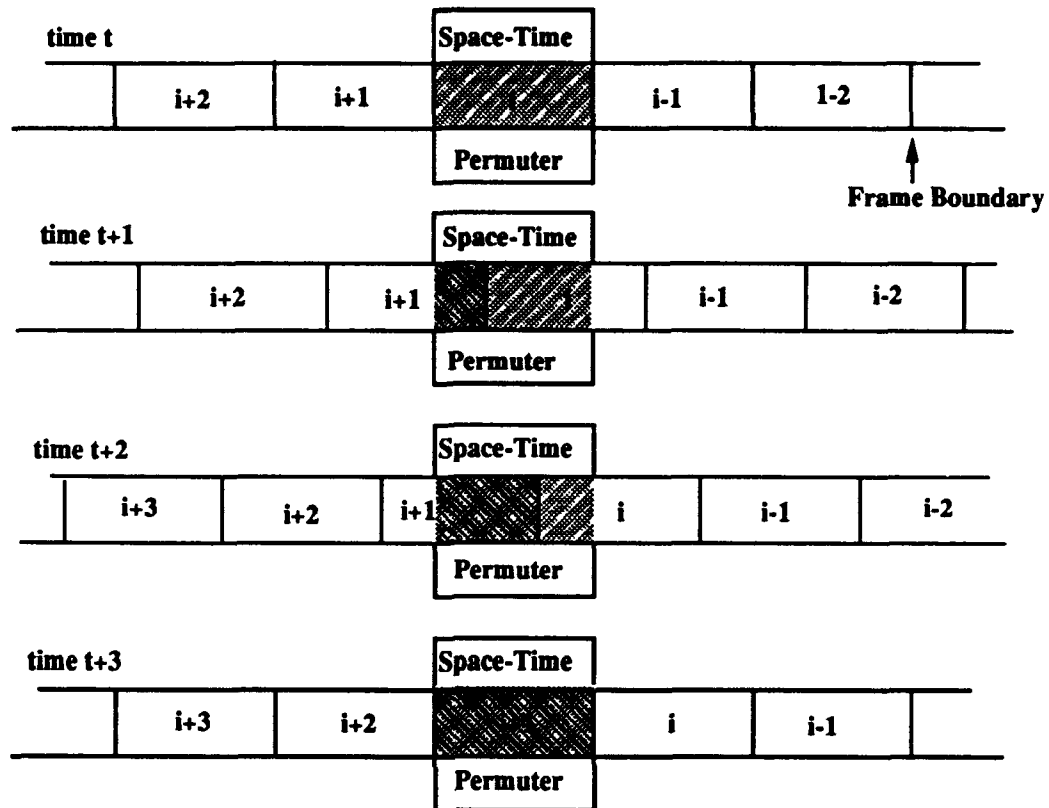 time t
Space-Time
i+2 i+1 i-1 1-2
Permuter
Frame Boundary
time t+1
Space-Time
i+2 i+1 i i-1 i-2
Permuter
time t+2
Space-Time
i+3 i+2 i+1 i i-1 i-2
Permuter
time t+3
Space-Time
i+3 i+2 i i-1
Permuter